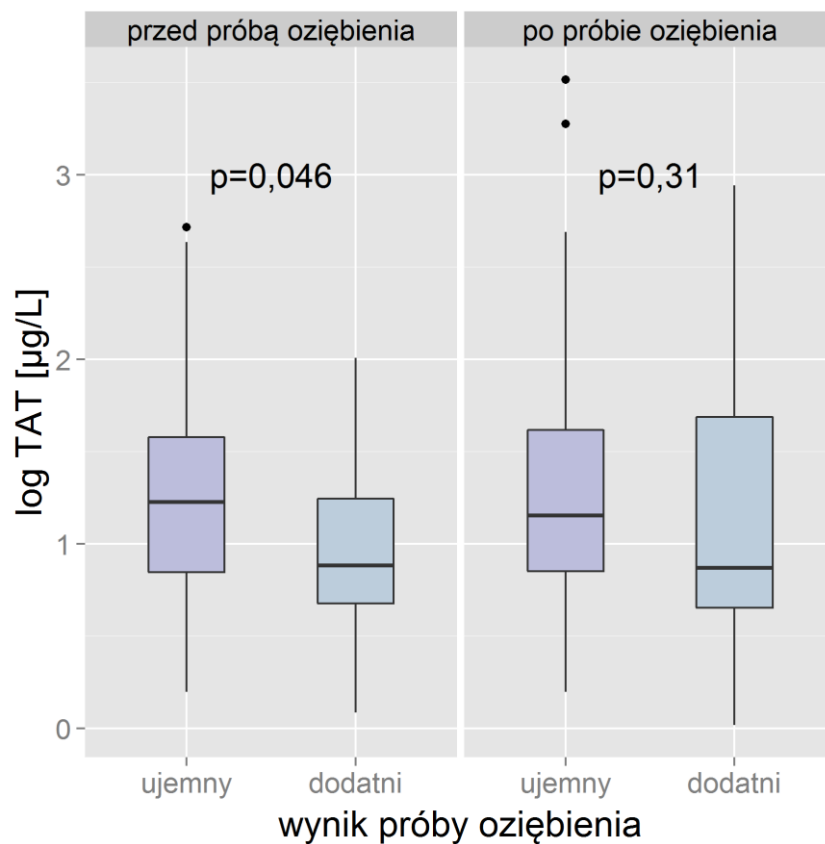 przed próbą oziębienia
po próbie oziębienia
p=0,046
p=0,31
log TAT [µg/L]
3
2
1
0
ujemny
dodatni
ujemny
dodatni
wynik próby oziębienia